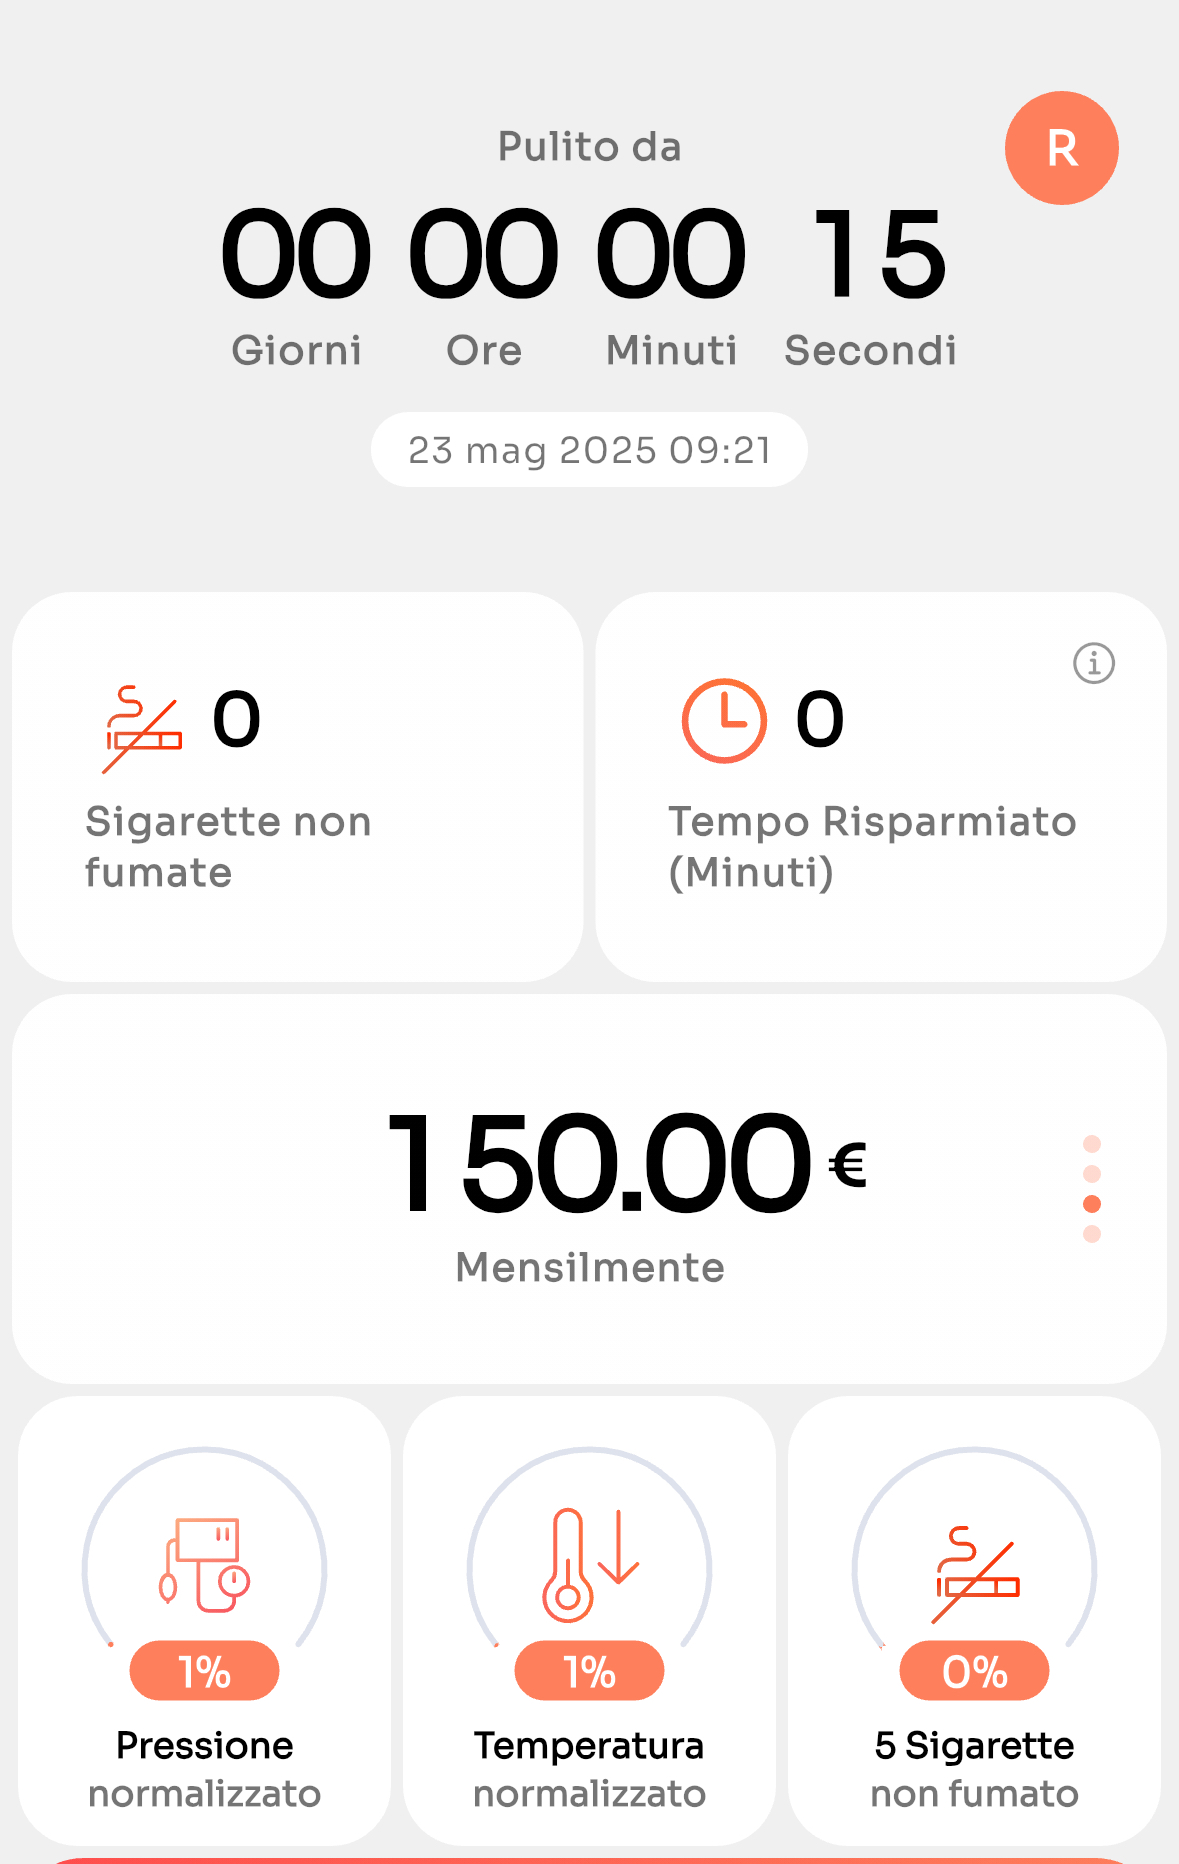 Pulito da
R
00 00 00 15
Giorni Ore Minuti Secondi
23 mag 2025 09:21
0
Sigarette non
fumate
0
Tempo Risparmiato
(Minuti)
150.00 €
Mensilmente
1%
Pressione
normalizzato
1%
Temperatura
normalizzato
0%
5 Sigarette
non fumato